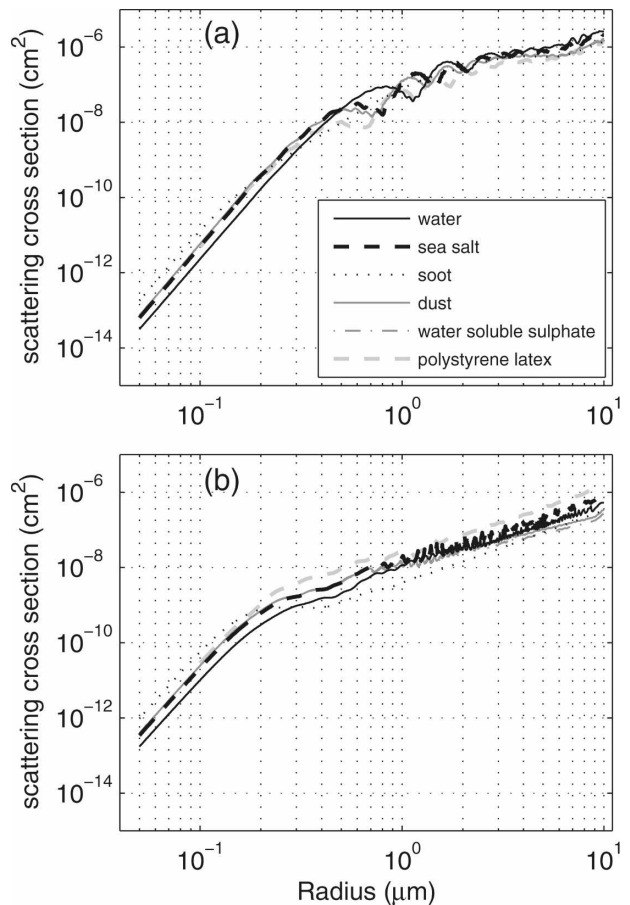 (a)
scattering cross section (cm²)
10⁻⁶
10⁻⁸
10⁻¹⁰
10⁻¹²
10⁻¹⁴
water
sea salt
soot
dust
water soluble sulphate
polystyrene latex
10⁻¹
10⁰
10¹
(b)
scattering cross section (cm²)
10⁻⁶
10⁻⁸
10⁻¹⁰
10⁻¹²
10⁻¹⁴
10⁻¹
10⁰
10¹
Radius (μm)